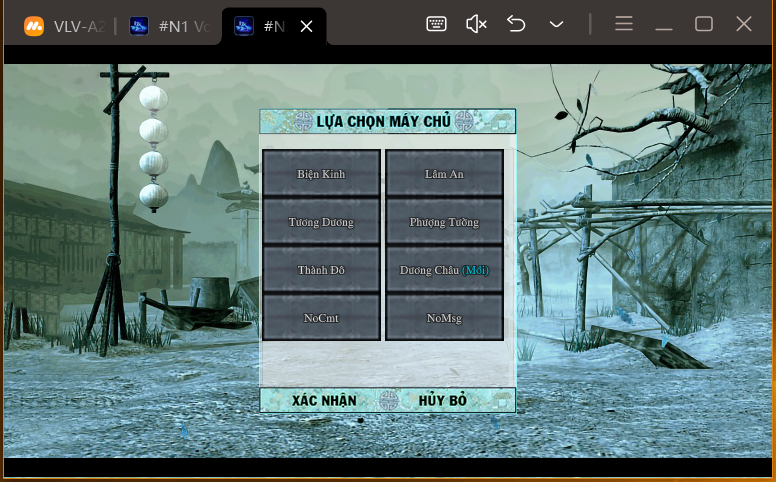 VLV-A2
#N1 Vo
#N
LỰA CHỌN MÁY CHỦ
Biện Kinh
Lâm An
Tương Dương
Phượng Tường
Thành Đô
Dương Châu (Mới)
NoCmt
NoMsg
XÁC NHẬN
HỦY BỎ